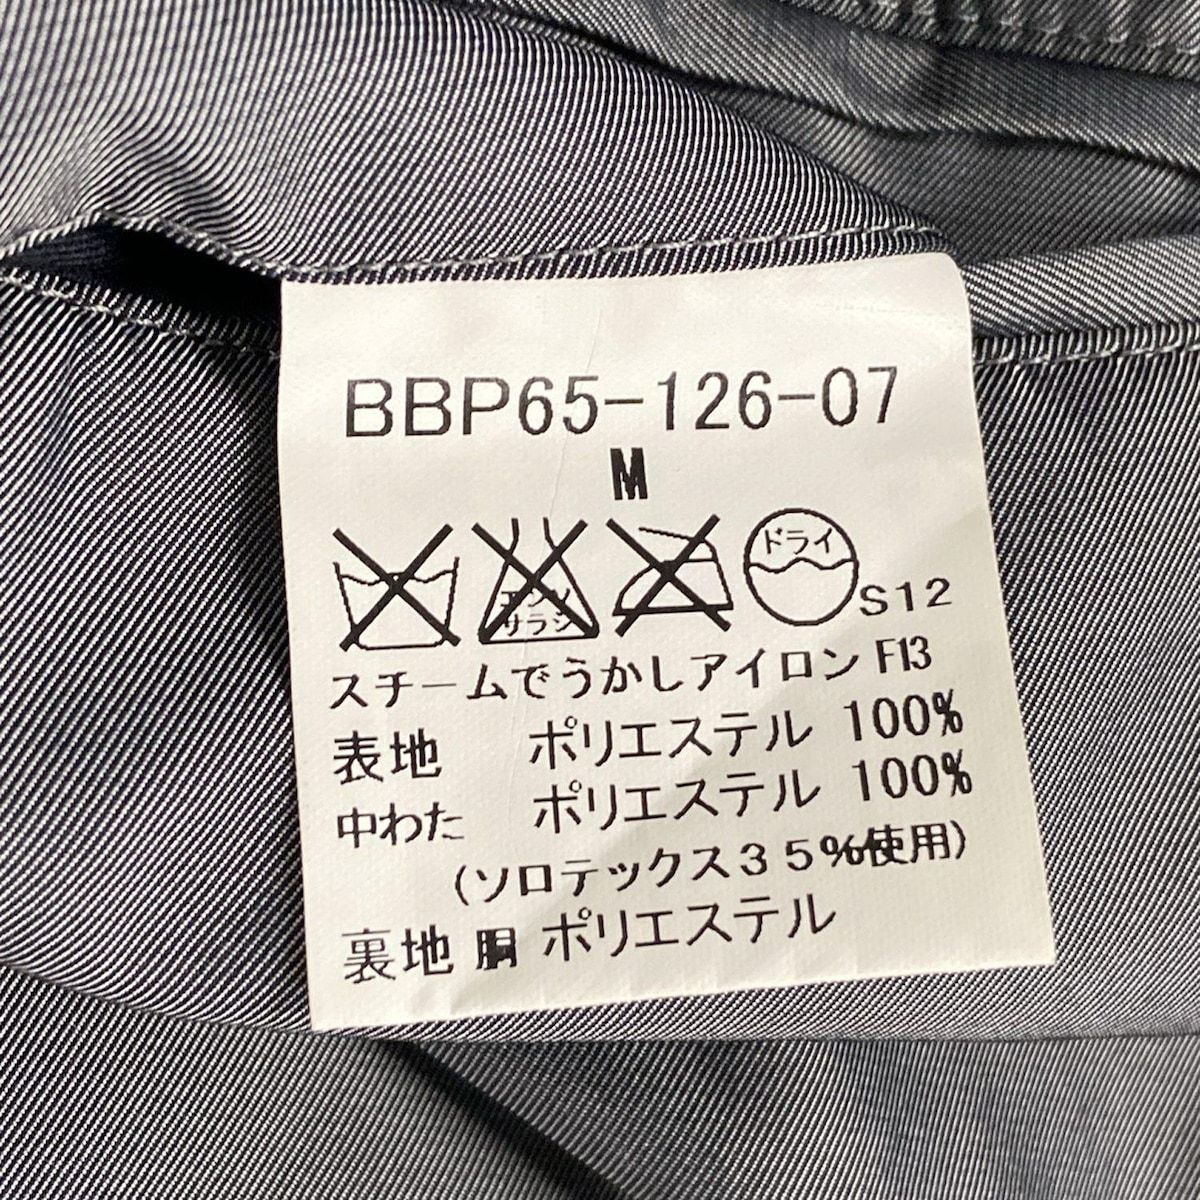 BBP65-126-07
M
エンソ
サラシ
ドライ
S12
スチームでうかしアイロン F13
表地 ポリエステル 100%
中わた ポリエステル 100%
(ソロテックス35%使用)
裏地 胴 ポリエステル